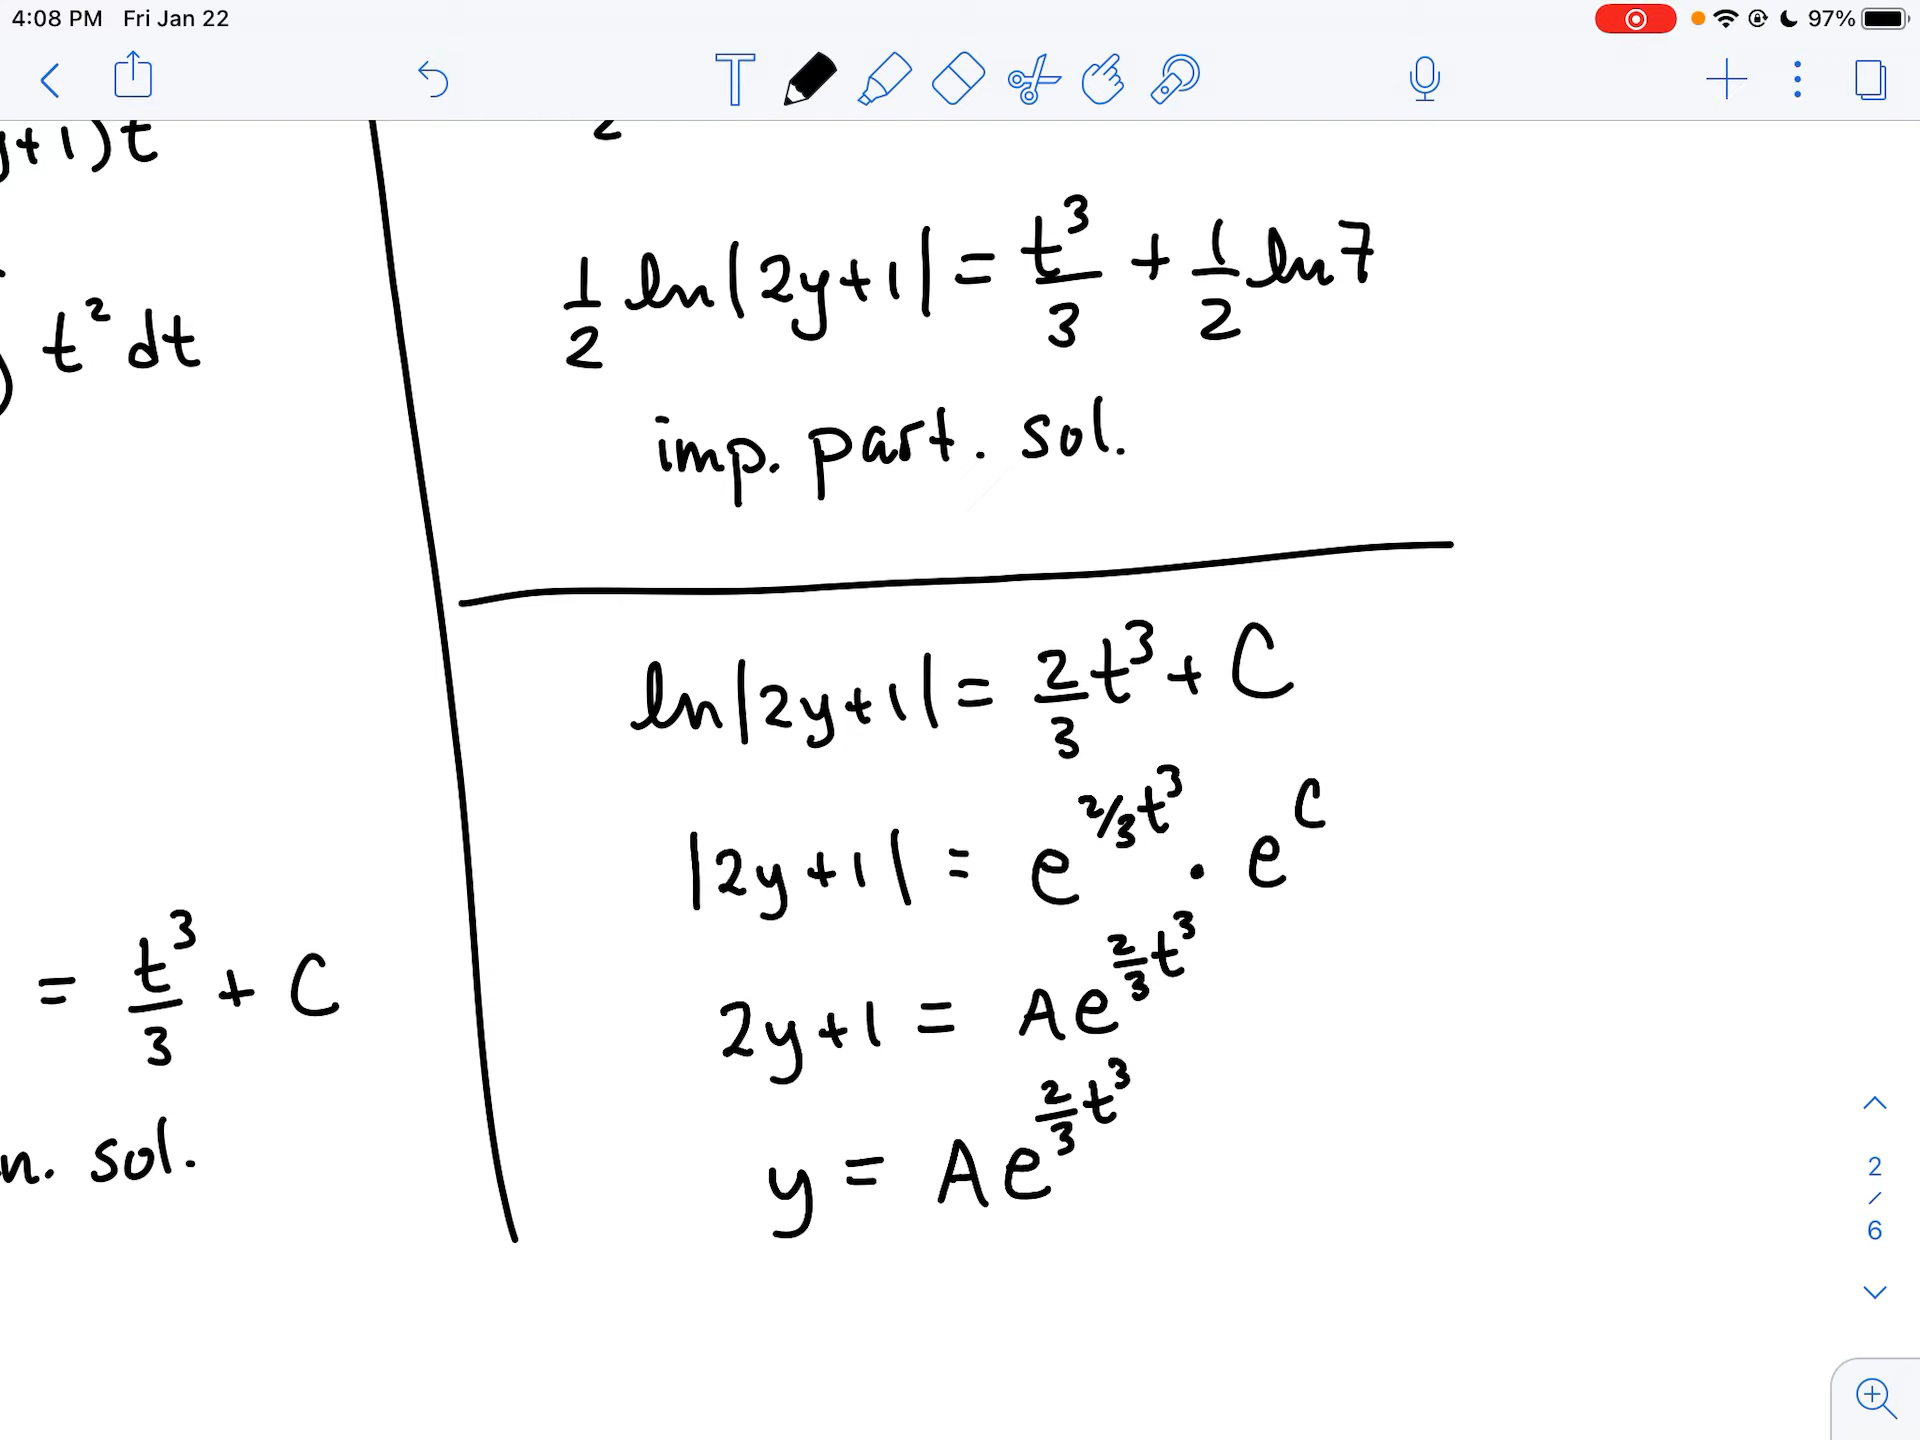 4:08 PM Fri Jan 22
97%
T
y+1)t
t² dt
= t³/3 + C
n. sol.
2
1/2 ln|2y+1| = t³/3 + 1/2 ln7
imp. part. sol.
ln|2y+1| = 2/3 t³ + C
|2y+1| = e^(2/3 t³) · e^C
2y+1 = Ae^(2/3 t³)
y = Ae^(2/3 t³)
2
/
6